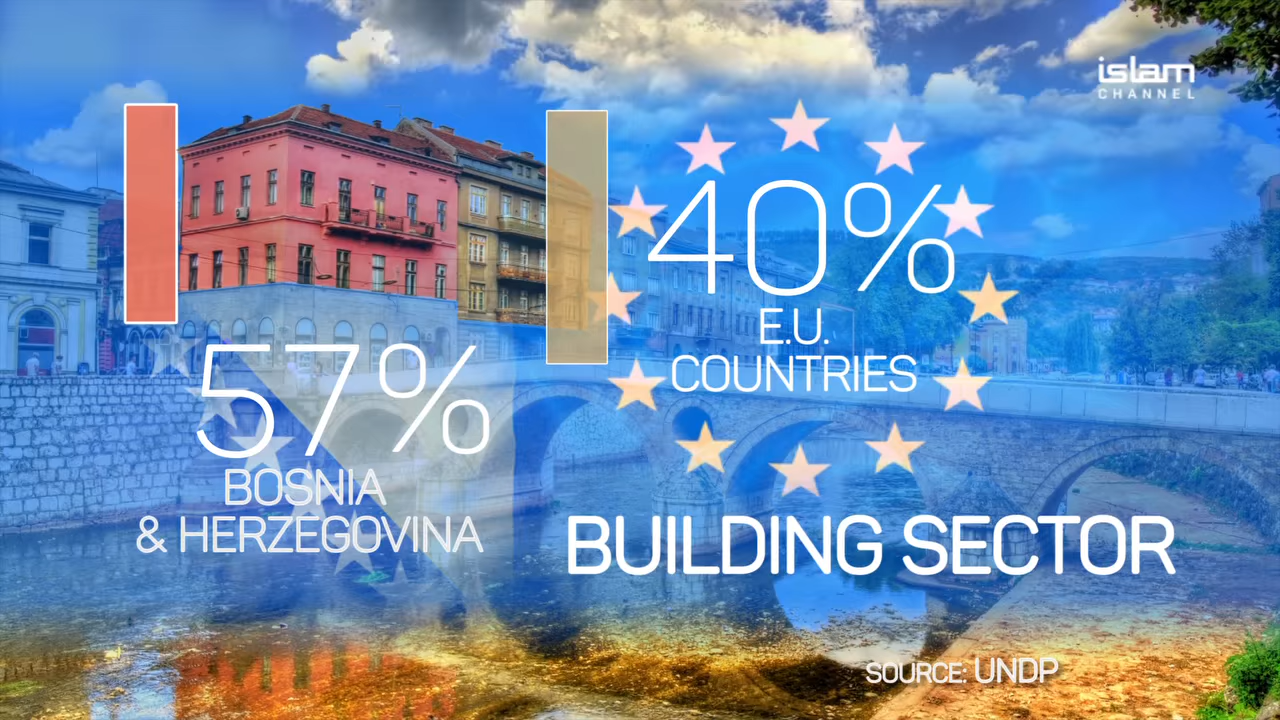 islam
CHANNEL
57%
BOSNIA
& HERZEGOVINA
40%
E.U.
COUNTRIES
BUILDING SECTOR
SOURCE: UNDP